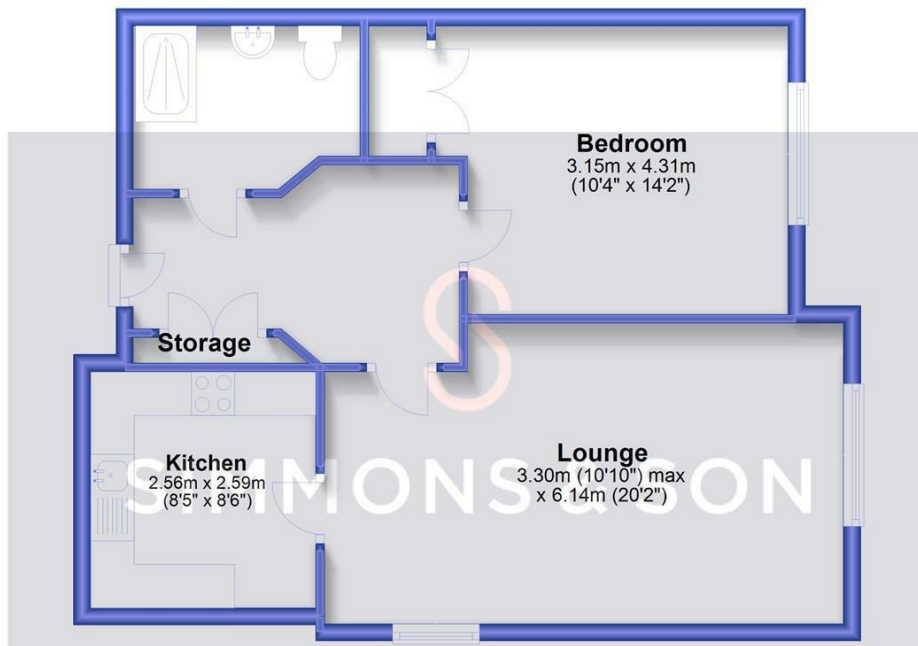 Bedroom
3.15m x 4.31m
(10'4" x 14'2")
Storage
Kitchen
2.56m x 2.59m
(8'5" x 8'6")
Lounge
3.30m (10'10") max
x 6.14m (20'2")
SIMMONS & SON